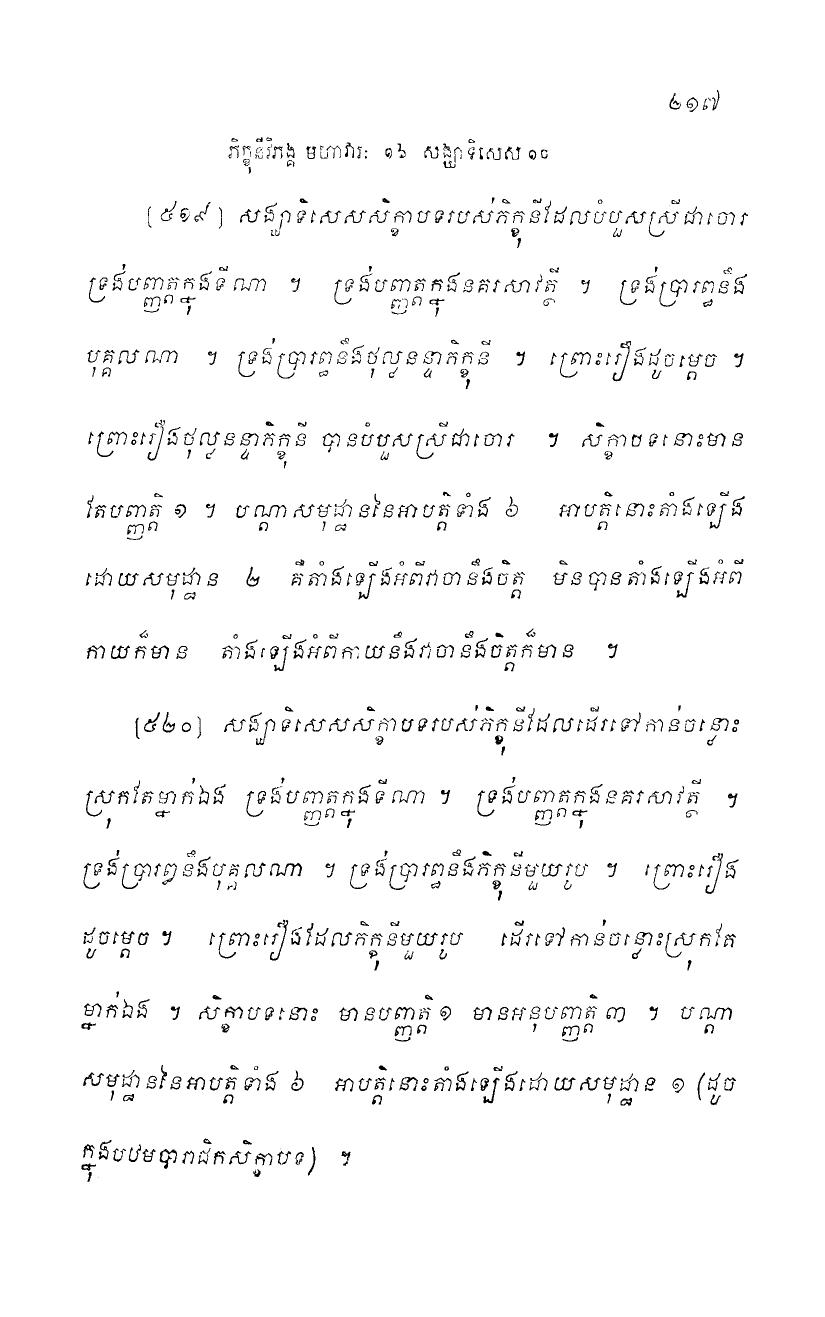 ២១៧
ភិក្ខុនីវិភង្គ មហាវារៈ ១៦ សង្ឃាទិសេស ១០
[៥១៩] សង្ឃាទិសេសសិក្ខាបទរបស់ភិក្ខុនីដែលបំបួសស្រីជាចោរ
ទ្រង់បញ្ញត្តក្នុងទីណា ។ ទ្រង់បញ្ញត្តក្នុងនគរសាវត្ថី ។ ទ្រង់ប្រារព្ធនឹង
បុគ្គលណា ។ ទ្រង់ប្រារព្ធនឹងថុល្លនន្ទាភិក្ខុនី ។ ព្រោះរឿងដូចម្តេច ។
ព្រោះរឿងថុល្លនន្ទាភិក្ខុនី បានបំបួសស្រីជាចោរ ។ សិក្ខាបទនោះមាន
តែបញ្ញត្តិ ១ ។ បណ្តាសមុដ្ឋាននៃអាបត្តិទាំង ៦ អាបត្តិនោះតាំងឡើង
ដោយសមុដ្ឋាន ២ គឺតាំងឡើងអំពីវាចានឹងចិត្ត មិនបានតាំងឡើងអំពី
កាយក៏មាន តាំងឡើងអំពីកាយនឹងវាចានឹងចិត្តក៏មាន ។
[៥២០] សង្ឃាទិសេសសិក្ខាបទរបស់ភិក្ខុនីដែលដើរទៅកាន់ចន្លោះ
ស្រុកតែម្នាក់ឯង ទ្រង់បញ្ញត្តក្នុងទីណា ។ ទ្រង់បញ្ញត្តក្នុងនគរសាវត្ថី ។
ទ្រង់ប្រារព្ធនឹងបុគ្គលណា ។ ទ្រង់ប្រារព្ធនឹងភិក្ខុនីមួយរូប ។ ព្រោះរឿង
ដូចម្តេច ។ ព្រោះរឿងដែលភិក្ខុនីមួយរូប ដើរទៅកាន់ចន្លោះស្រុកតែ
ម្នាក់ឯង ។ សិក្ខាបទនោះ មានបញ្ញត្តិ ១ មានអនុបញ្ញត្តិ ៣ ។ បណ្តា
សមុដ្ឋាននៃអាបត្តិទាំង ៦ អាបត្តិនោះតាំងឡើងដោយសមុដ្ឋាន ១ (ដូច
ក្នុងបឋមបារាជិកសិក្ខាបទ) ។